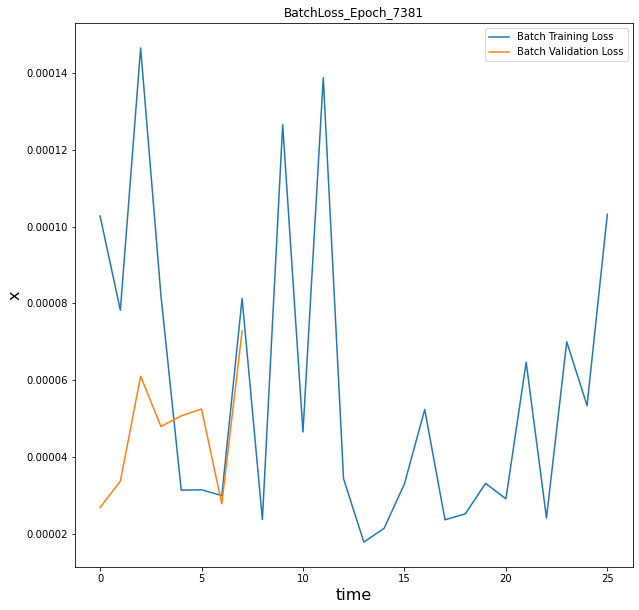 BatchLoss_Epoch_7381
Batch Training Loss
Batch Validation Loss
0.00014
0.00012
0.00010
0.00008
0.00006
0.00004
0.00002
x
0 5 10 15 20 25
time